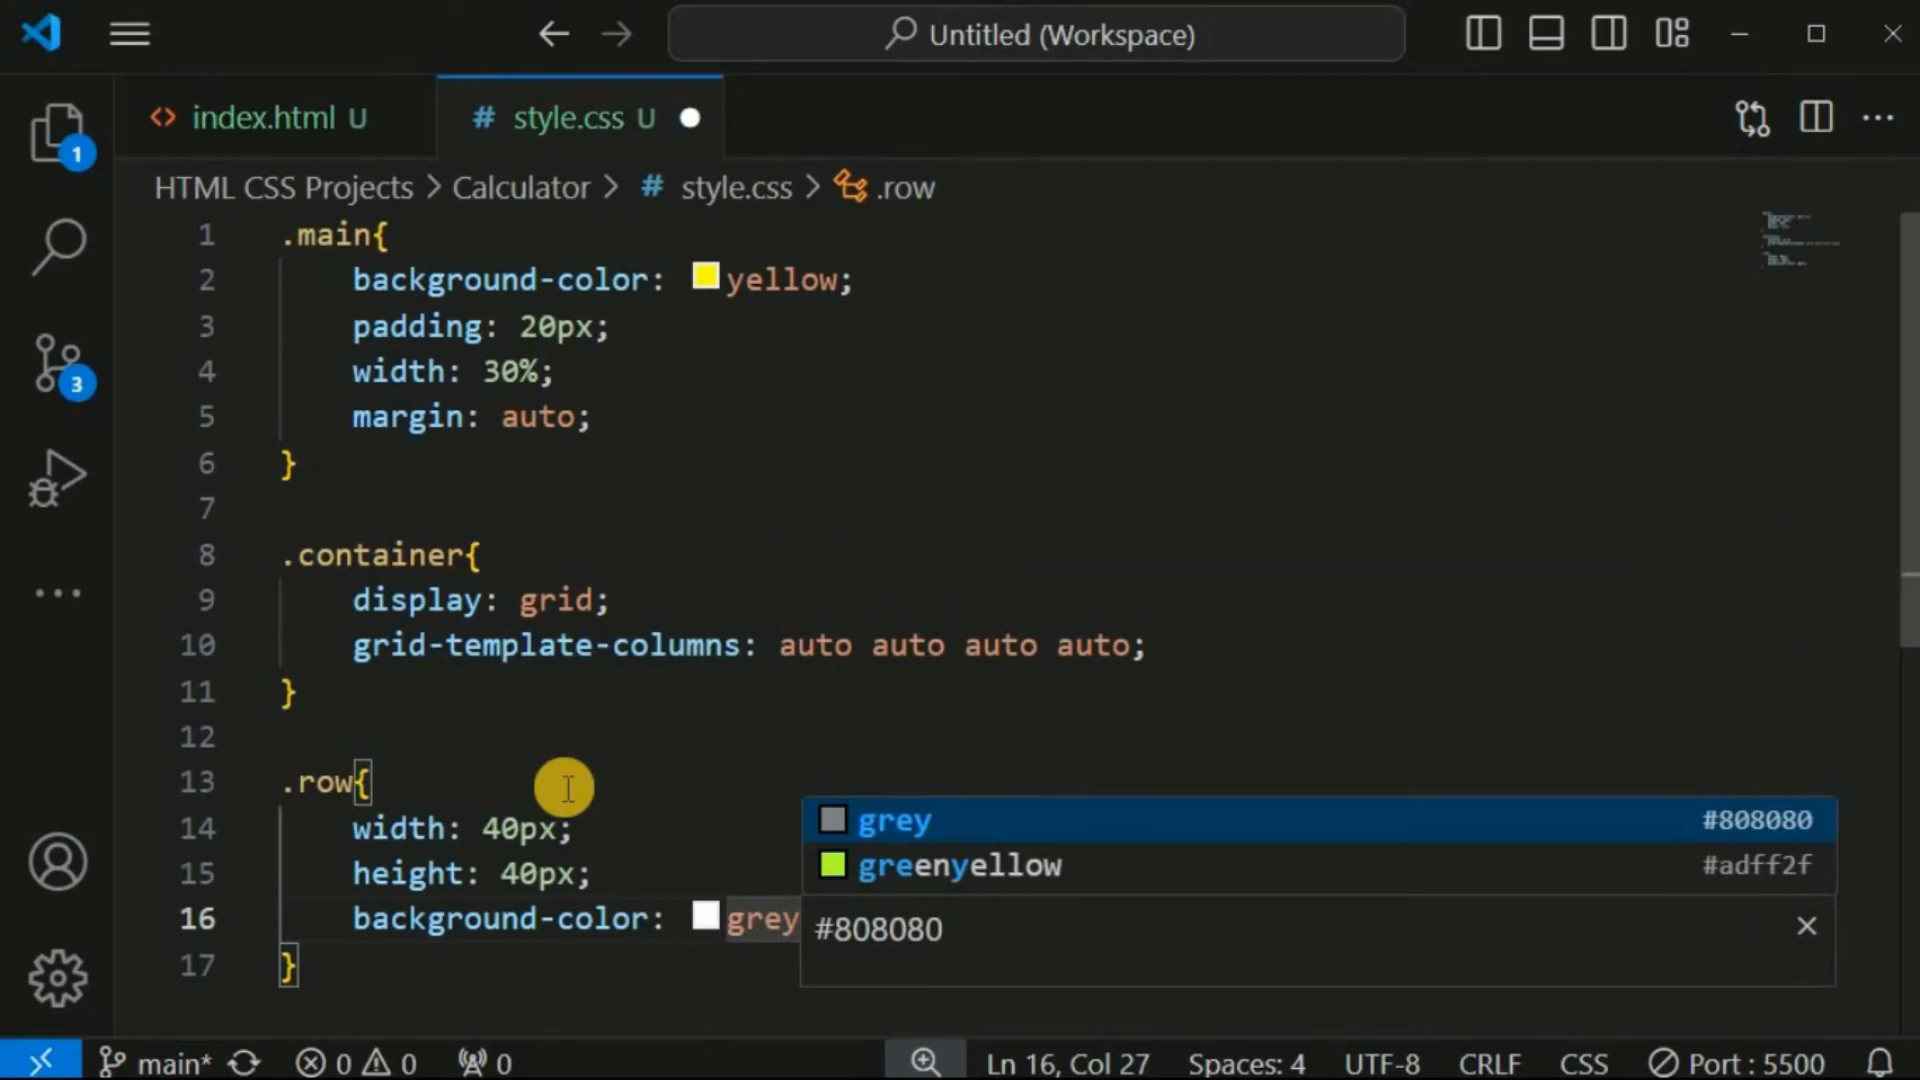 Untitled (Workspace)
index.html U
# style.css U
HTML CSS Projects > Calculator > # style.css > .row
1 .main{
2 background-color: yellow;
3 padding: 20px;
4 width: 30%;
5 margin: auto;
6 }
7
8 .container{
9 display: grid;
10 grid-template-columns: auto auto auto auto;
11 }
12
13 .row{
14 width: 40px;
15 height: 40px;
16 background-color: grey
17 }
grey #808080
greenyellow #adff2f
#808080
1
3
main* 0 0 0 Ln 16, Col 27 Spaces: 4 UTF-8 CRLF CSS Port : 5500